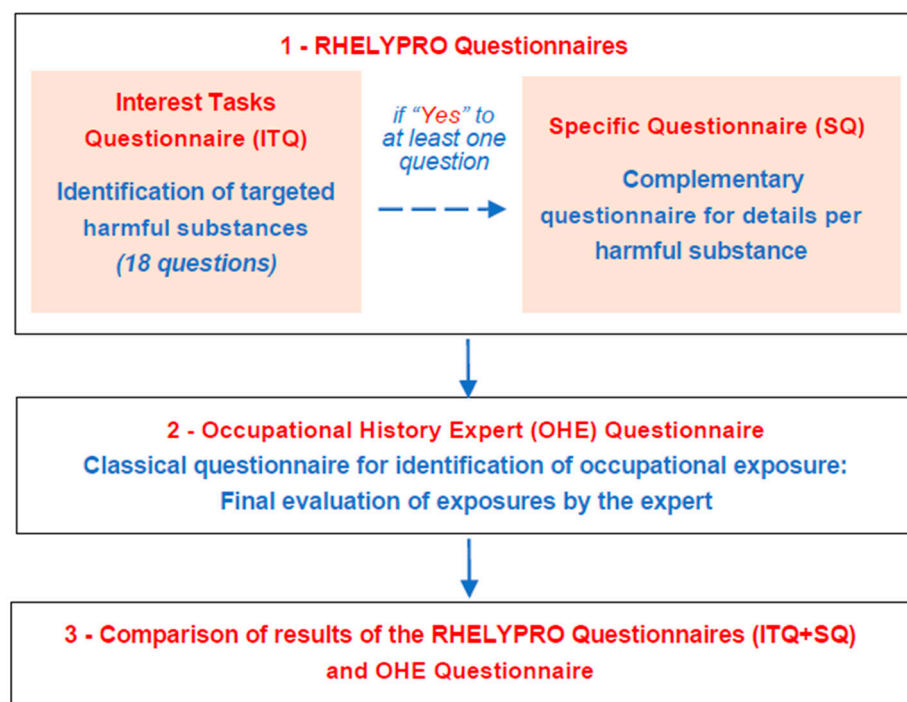 1 - RHELYPRO Questionnaires
Interest Tasks
Questionnaire (ITQ)
Identification of targeted
harmful substances
(18 questions)
if “Yes” to
at least one
question
Specific Questionnaire (SQ)
Complementary
questionnaire for details per
harmful substance
2 - Occupational History Expert (OHE) Questionnaire
Classical questionnaire for identification of occupational exposure:
Final evaluation of exposures by the expert
3 - Comparison of results of the RHELYPRO Questionnaires (ITQ+SQ)
and OHE Questionnaire